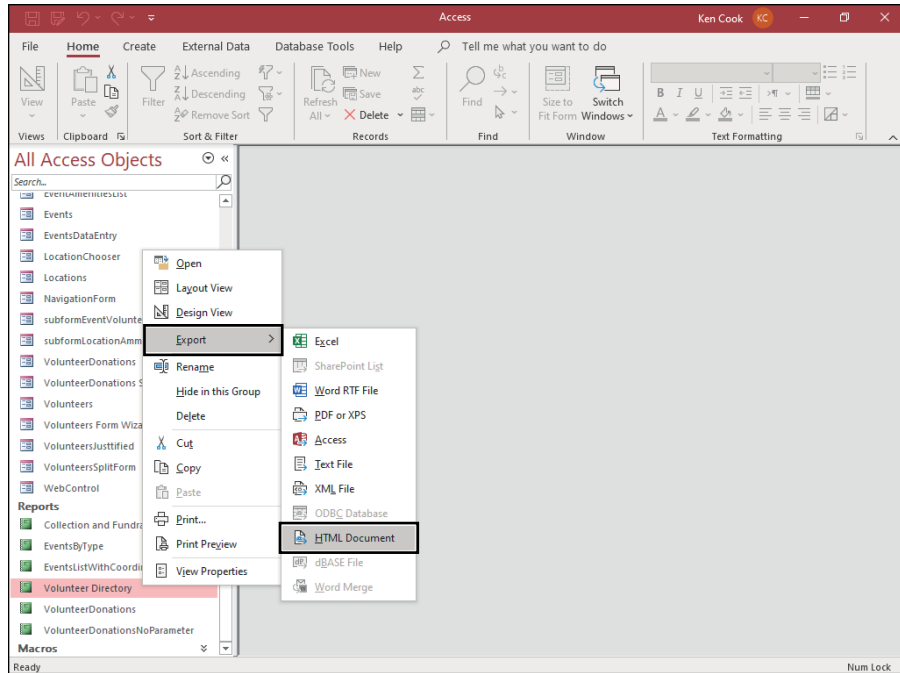 Access
Ken Cook KC
File Home Create External Data Database Tools Help Tell me what you want to do
View
Paste
Filter
Ascending
Descending
Remove Sort
Refresh All
New
Save
Delete
Find
Size to Fit Form
Switch Windows
B I U
Views Clipboard Sort & Filter Records Find Window Text Formatting
All Access Objects
Search...
EventAmenitiesList
Events
EventsDataEntry
LocationChooser
Locations
NavigationForm
subformEventVolunte
subformLocationAmm
VolunteerDonations
VolunteerDonations S
Volunteers
Volunteers Form Wiza
VolunteersJusttified
VolunteersSplitForm
WebControl
Reports
Collection and Fundra
EventsByType
EventsListWithCoordi
Volunteer Directory
VolunteerDonations
VolunteerDonationsNoParameter
Macros
Open
Layout View
Design View
Export
Rename
Hide in this Group
Delete
Cut
Copy
Paste
Print...
Print Preview
View Properties
Excel
SharePoint List
Word RTF File
PDF or XPS
Access
Text File
XML File
ODBC Database
HTML Document
dBASE File
Word Merge
Ready
Num Lock